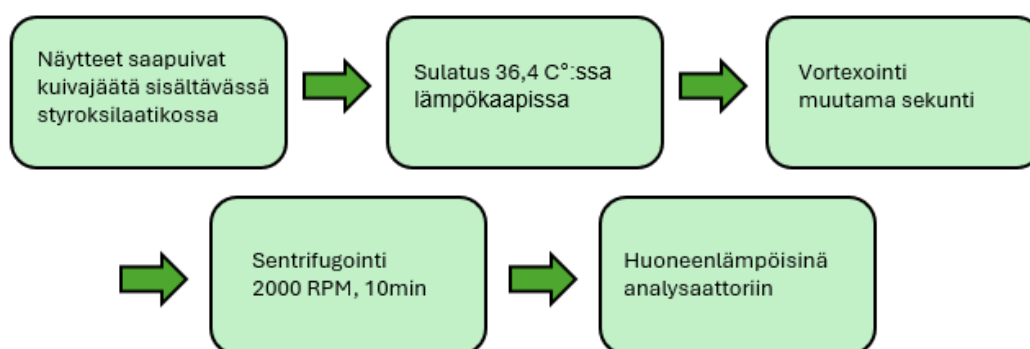 Näytteet saapuivat
kuivajäätä sisältävässä
styroksilaatikossa
Sulatus 36,4 C°:ssa
lämpökaapissa
Vortexointi
muutama sekunti
Sentrifugointi
2000 RPM, 10min
Huoneenlämpöisinä
analysaattoriin